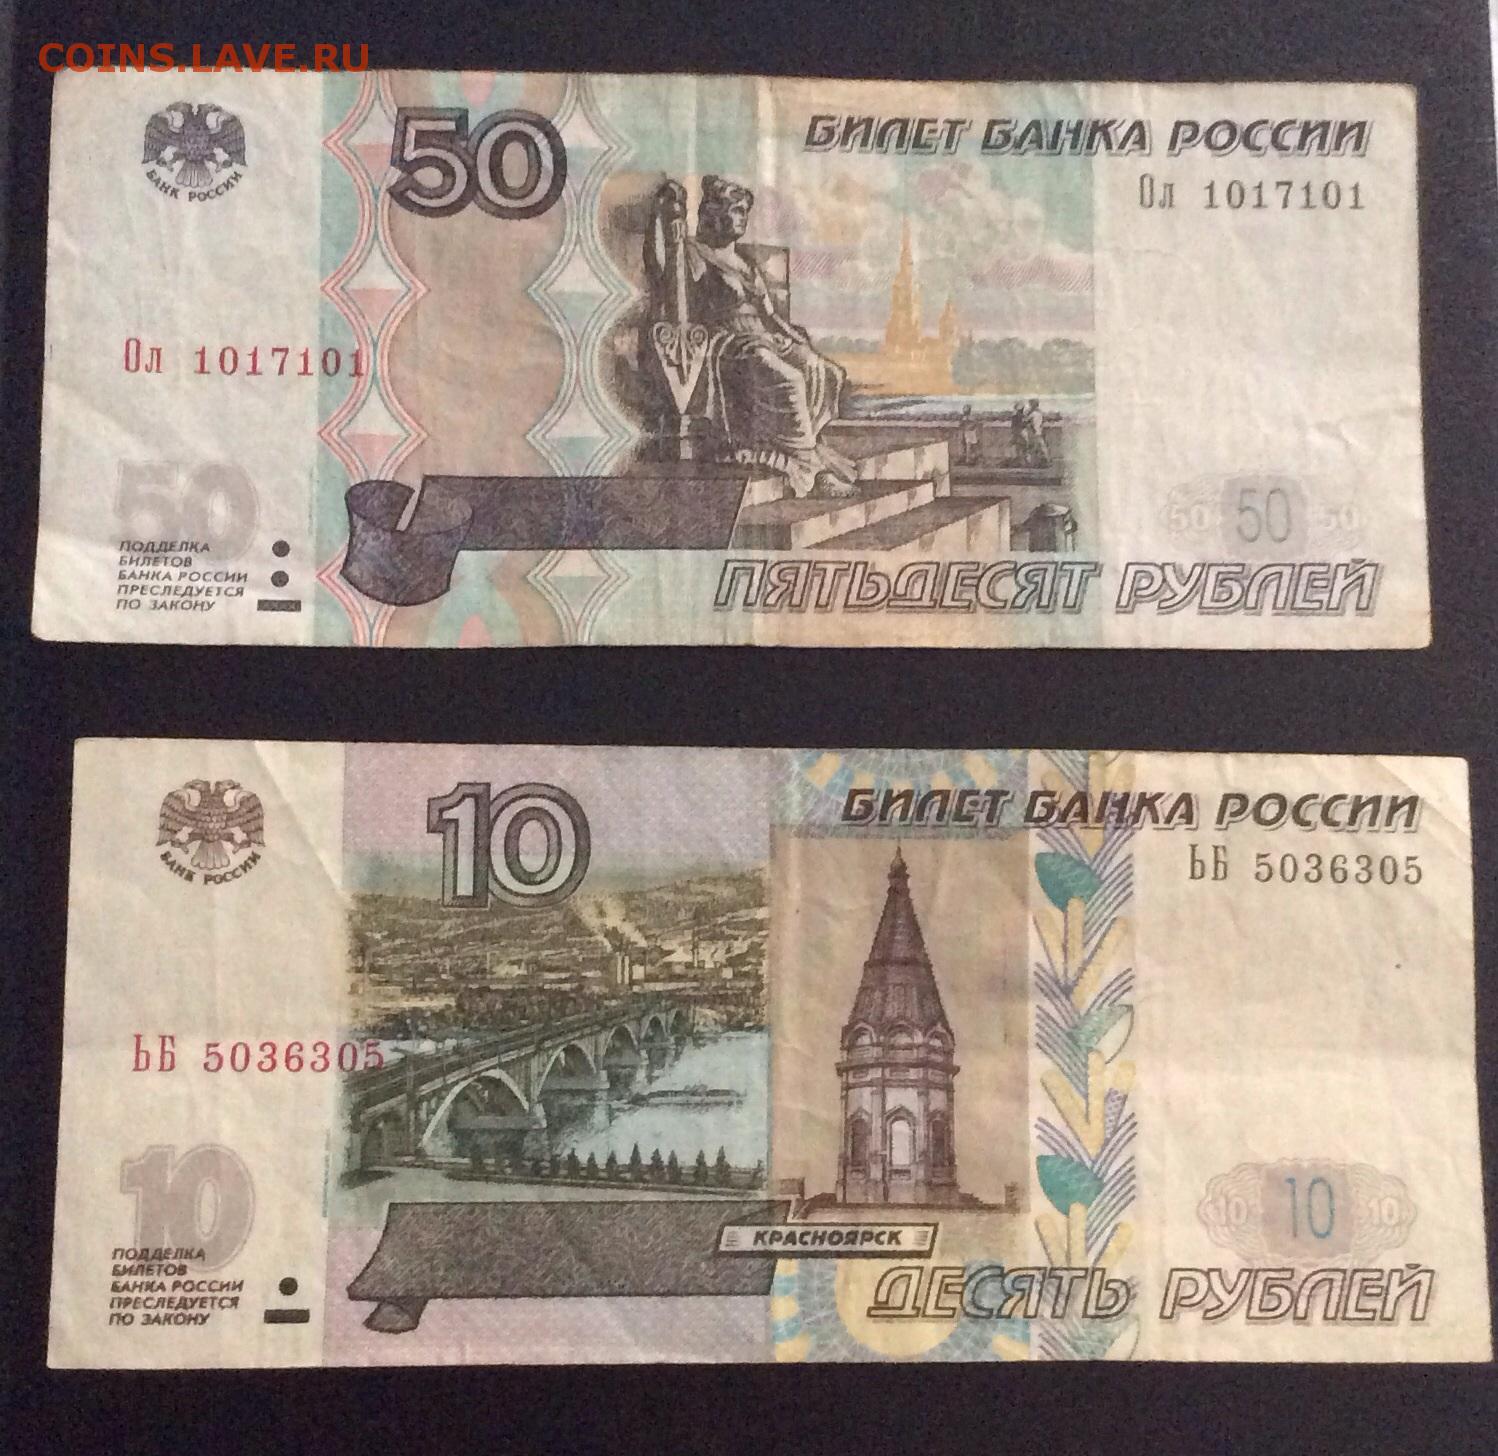 COINS.LAVE.RU
БАНК РОССИИ
50
БИЛЕТ БАНКА РОССИИ
Ол 1017101
Ол 1017101
50
50 50 50
ПОДДЕЛКА
БИЛЕТОВ
БАНКА РОССИИ
ПРЕСЛЕДУЕТСЯ
ПО ЗАКОНУ
ПЯТЬДЕСЯТ РУБЛЕЙ
БАНК РОССИИ
10
БИЛЕТ БАНКА РОССИИ
ЬБ 5036305
ЬБ 5036305
10
10 10 10
ПОДДЕЛКА
БИЛЕТОВ
БАНКА РОССИИ
ПРЕСЛЕДУЕТСЯ
ПО ЗАКОНУ
КРАСНОЯРСК
ДЕСЯТЬ РУБЛЕЙ